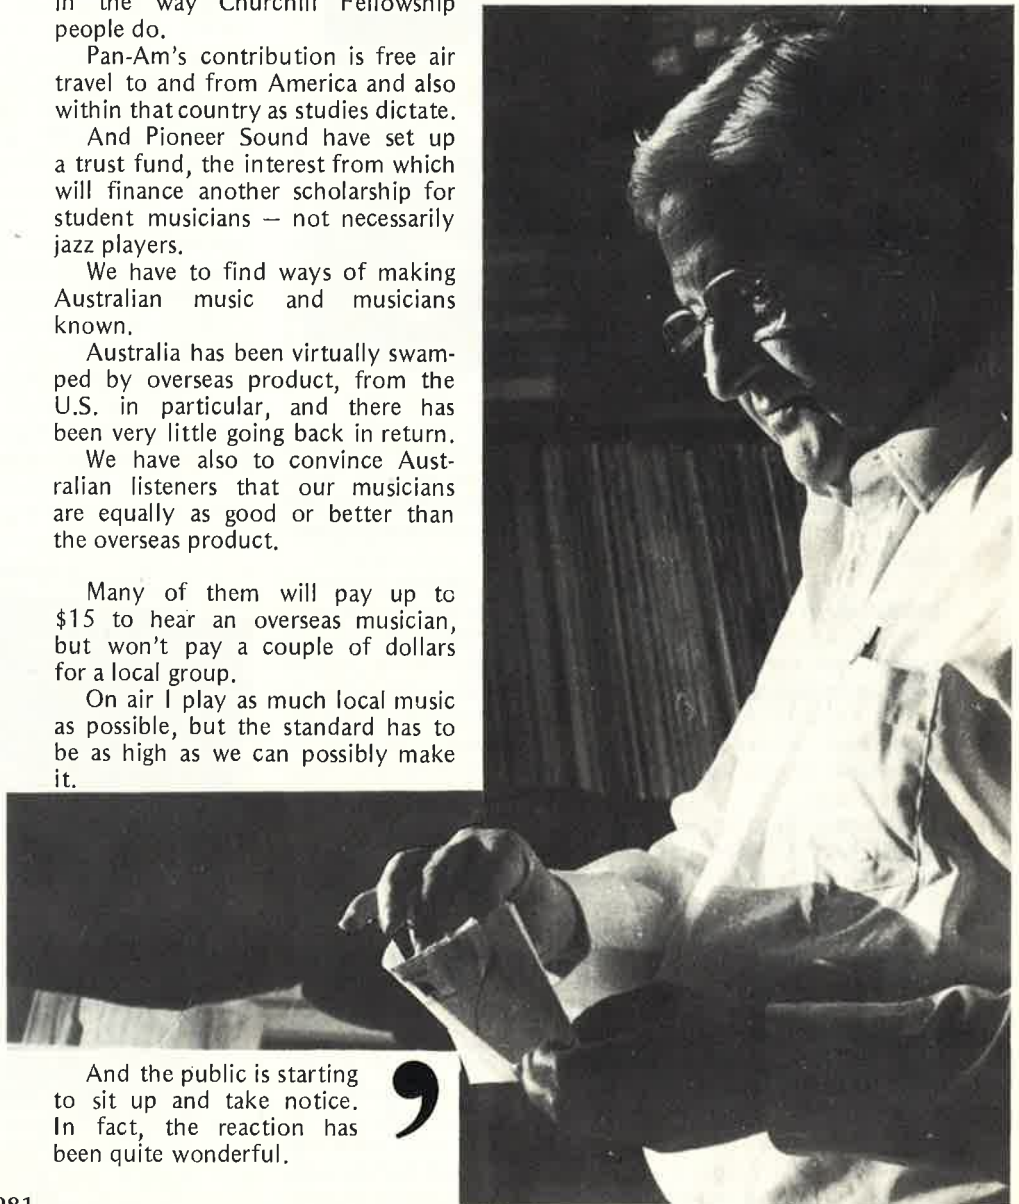 in the way Churchill Fellowship
people do.
Pan-Am's contribution is free air
travel to and from America and also
within that country as studies dictate.
And Pioneer Sound have set up
a trust fund, the interest from which
will finance another scholarship for
student musicians — not necessarily
jazz players.
We have to find ways of making
Australian music and musicians
known.
Australia has been virtually swam-
ped by overseas product, from the
U.S. in particular, and there has
been very little going back in return.
We have also to convince Aust-
ralian listeners that our musicians
are equally as good or better than
the overseas product.
Many of them will pay up to
$15 to hear an overseas musician,
but won't pay a couple of dollars
for a local group.
On air I play as much local music
as possible, but the standard has to
be as high as we can possibly make
it.
And the public is starting
to sit up and take notice.
In fact, the reaction has
been quite wonderful. ’